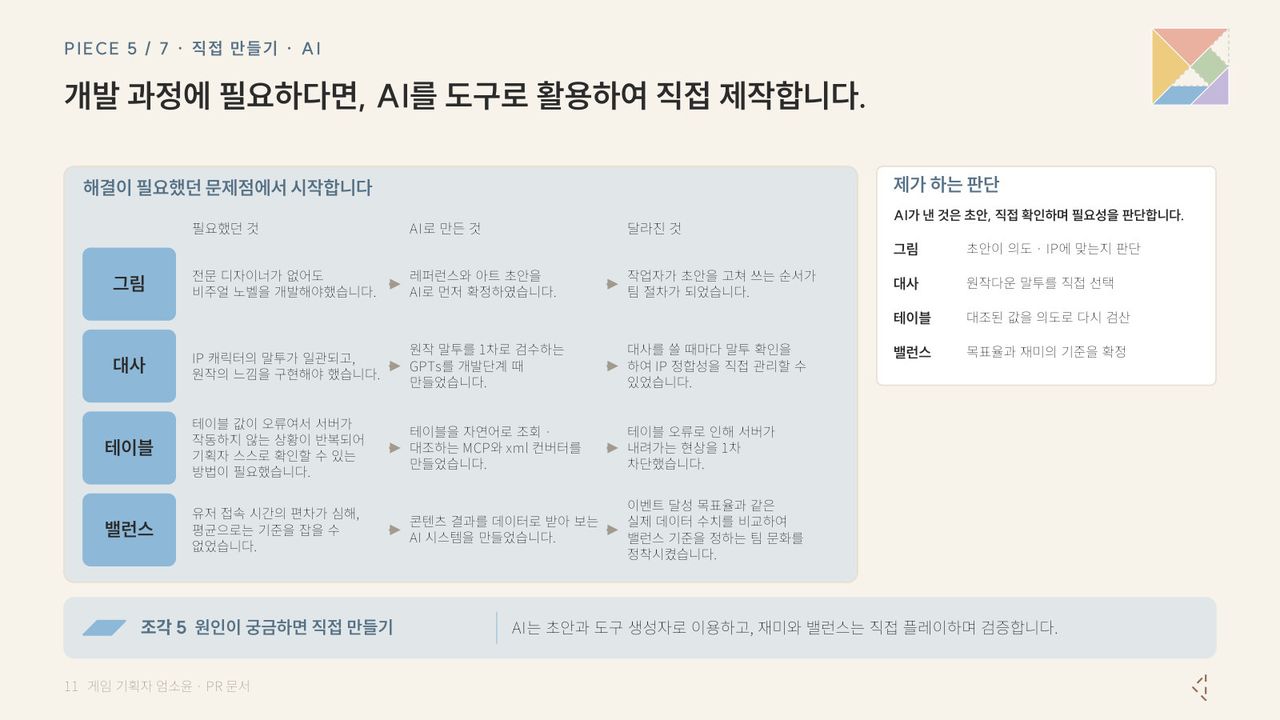 PIECE 5 / 7 · 직접 만들기 · AI
개발 과정에 필요하다면, AI를 도구로 활용하여 직접 제작합니다.
해결이 필요했던 문제점에서 시작합니다
필요했던 것
AI로 만든 것
달라진 것
그림
전문 디자이너가 없어도
비주얼 노벨을 개발해야했습니다.
레퍼런스와 아트 초안을
AI로 먼저 확정하였습니다.
작업자가 초안을 고쳐 쓰는 순서가
팀 절차가 되었습니다.
대사
IP 캐릭터의 말투가 일관되고,
원작의 느낌을 구현해야 했습니다.
원작 말투를 1차로 검수하는
GPTs를 개발단계 때
만들었습니다.
대사를 쓸 때마다 말투 확인을
하여 IP 정합성을 직접 관리할 수
있었습니다.
테이블
테이블 값이 오류여서 서버가
작동하지 않는 상황이 반복되어
기획자 스스로 확인할 수 있는
방법이 필요했습니다.
테이블을 자연어로 조회 ·
대조하는 MCP와 xml 컨버터를
만들었습니다.
테이블 오류로 인해 서버가
내려가는 현상을 1차
차단했습니다.
밸런스
유저 접속 시간의 편차가 심해,
평균으로는 기준을 잡을 수
없었습니다.
콘텐츠 결과를 데이터로 받아 보는
AI 시스템을 만들었습니다.
이벤트 달성 목표율과 같은
실제 데이터 수치를 비교하여
밸런스 기준을 정하는 팀 문화를
정착시켰습니다.
제가 하는 판단
AI가 낸 것은 초안, 직접 확인하며 필요성을 판단합니다.
그림 초안이 의도 · IP에 맞는지 판단
대사 원작다운 말투를 직접 선택
테이블 대조된 값을 의도로 다시 검산
밸런스 목표율과 재미의 기준을 확정
조각 5 원인이 궁금하면 직접 만들기
AI는 초안과 도구 생성자로 이용하고, 재미와 밸런스는 직접 플레이하며 검증합니다.
11 게임 기획자 엄소윤 · PR 문서